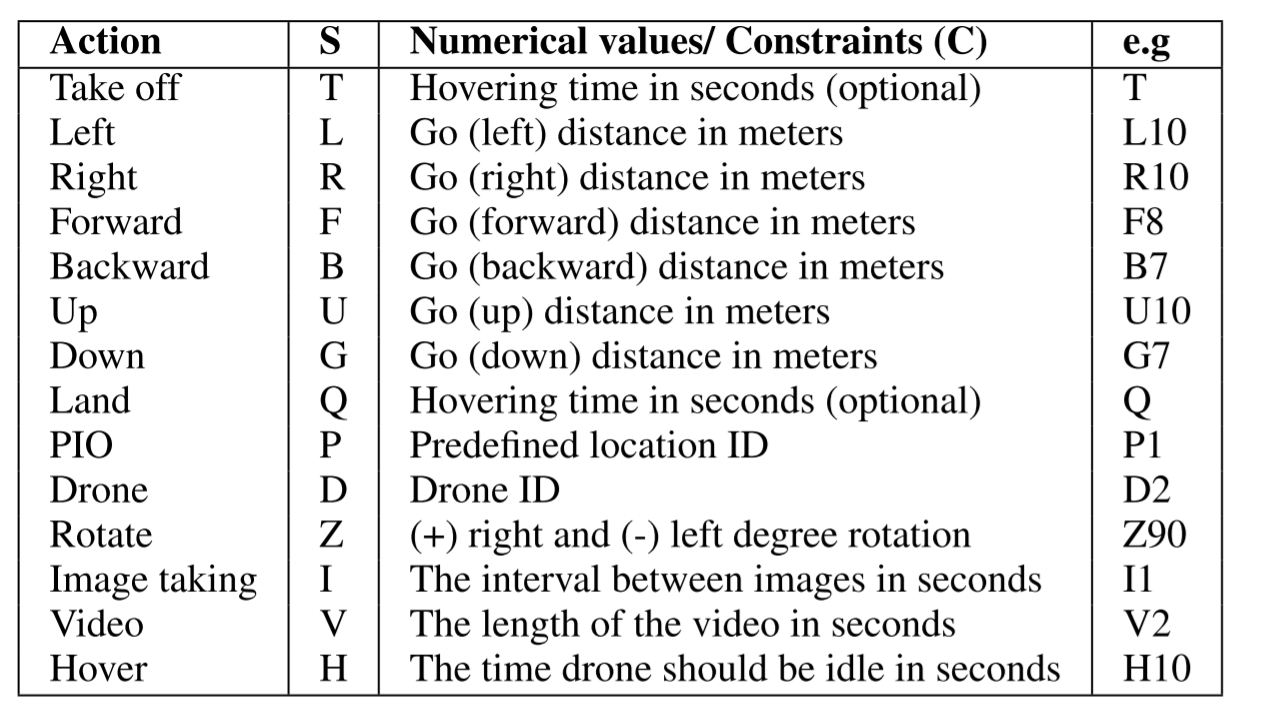 Action S Numerical values/ Constraints (C) e.g
Take off T Hovering time in seconds (optional) T
Left L Go (left) distance in meters L10
Right R Go (right) distance in meters R10
Forward F Go (forward) distance in meters F8
Backward B Go (backward) distance in meters B7
Up U Go (up) distance in meters U10
Down G Go (down) distance in meters G7
Land Q Hovering time in seconds (optional) Q
PIO P Predefined location ID P1
Drone D Drone ID D2
Rotate Z (+) right and (-) left degree rotation Z90
Image taking I The interval between images in seconds I1
Video V The length of the video in seconds V2
Hover H The time drone should be idle in seconds H10